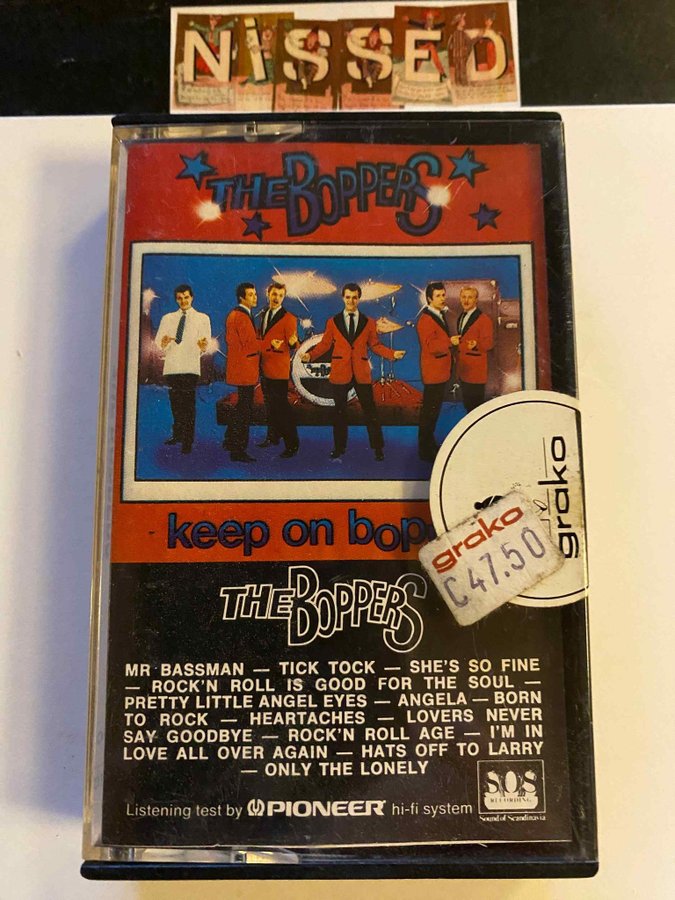 NISSED
THE BOPPERS
keep on bop
grako
grako
C47.50
THE BOPPERS
MR BASSMAN — TICK TOCK — SHE'S SO FINE
— ROCK'N ROLL IS GOOD FOR THE SOUL —
PRETTY LITTLE ANGEL EYES — ANGELA — BORN
TO ROCK — HEARTACHES — LOVERS NEVER
SAY GOODBYE — ROCK'N ROLL AGE — I'M IN
LOVE ALL OVER AGAIN — HATS OFF TO LARRY
— ONLY THE LONELY
Listening test by PIONEER hi-fi system
S.O.S
RECORDING
Sound of Scandinavia